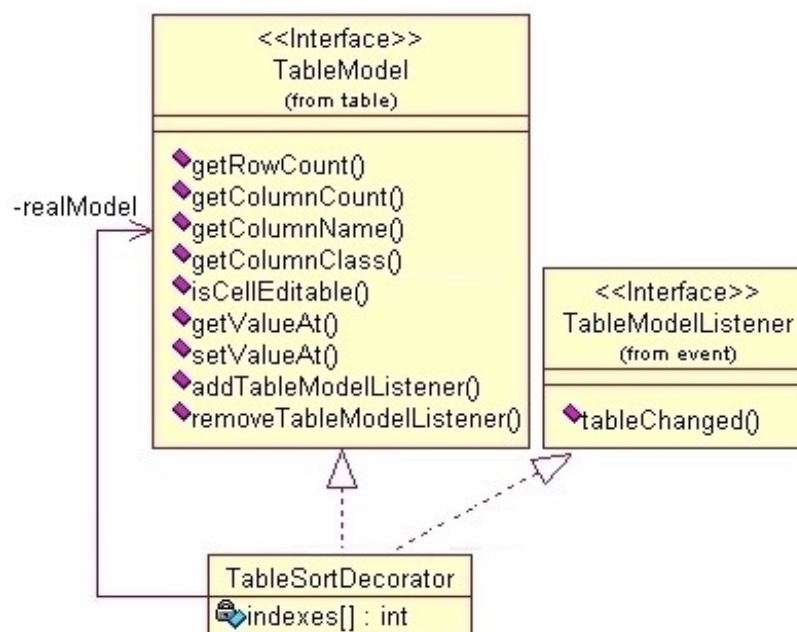 <<Interface>>
TableModel
(from table)
getRowCount()
getColumnCount()
getColumnName()
getColumnClass()
isCellEditable()
getValueAt()
setValueAt()
addTableModelListener()
removeTableModelListener()
-realModel
<<Interface>>
TableModelListener
(from event)
tableChanged()
TableSortDecorator
indexes[] : int